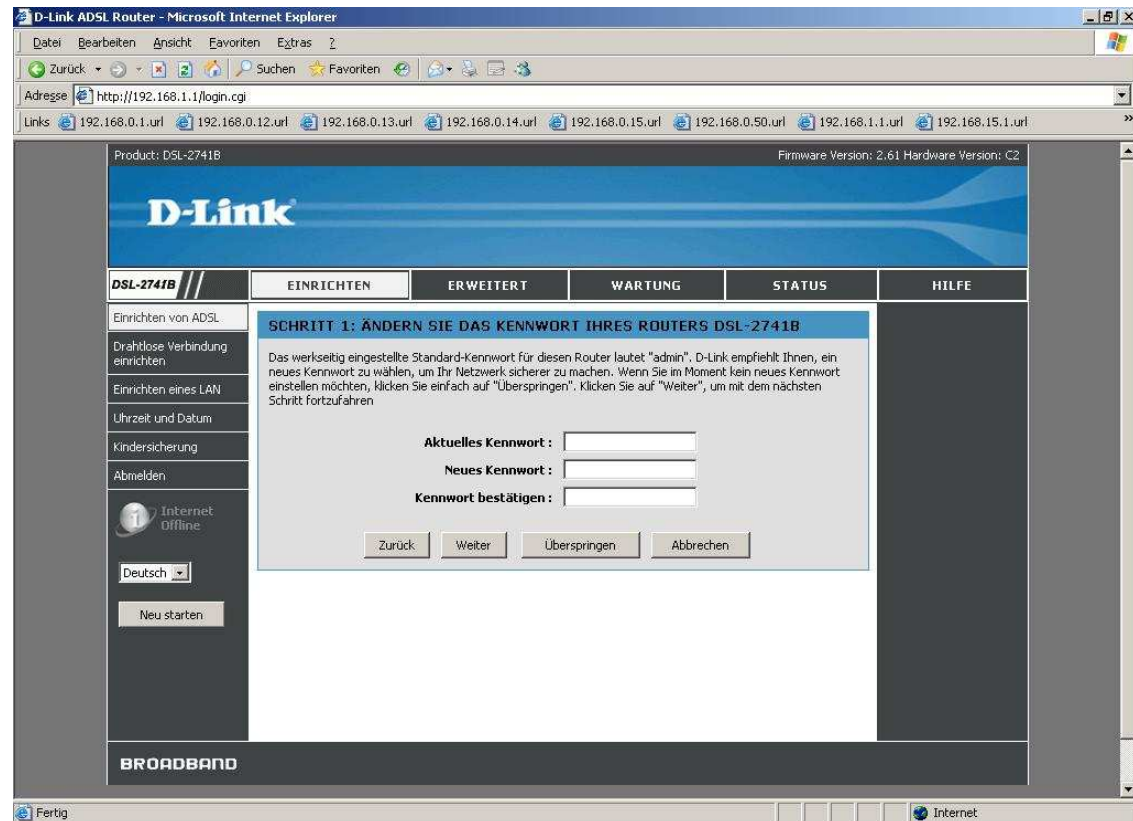 D-Link ADSL Router - Microsoft Internet Explorer
Datei Bearbeiten Ansicht Favoriten Extras ?
Zurück Suchen Favoriten
Adresse http://192.168.1.1/login.cgi
Links 192.168.0.1.url 192.168.0.12.url 192.168.0.13.url 192.168.0.14.url 192.168.0.15.url 192.168.0.50.url 192.168.1.1.url 192.168.15.1.url »
Product: DSL-2741B Firmware Version: 2.61 Hardware Version: C2
D-Link
DSL-2741B EINRICHTEN ERWEITERT WARTUNG STATUS HILFE
Einrichten von ADSL
Drahtlose Verbindung
einrichten
Einrichten eines LAN
Uhrzeit und Datum
Kindersicherung
Abmelden
Internet
Offline
Deutsch
Neu starten
SCHRITT 1: ÄNDERN SIE DAS KENNWORT IHRES ROUTERS DSL-2741B
Das werkseitig eingestellte Standard-Kennwort für diesen Router lautet "admin". D-Link empfiehlt Ihnen, ein
neues Kennwort zu wählen, um Ihr Netzwerk sicherer zu machen. Wenn Sie im Moment kein neues Kennwort
einstellen möchten, klicken Sie einfach auf "Überspringen". Klicken Sie auf "Weiter", um mit dem nächsten
Schritt fortzufahren
Aktuelles Kennwort :
Neues Kennwort :
Kennwort bestätigen :
Zurück Weiter Überspringen Abbrechen
BROADBAND
Fertig Internet